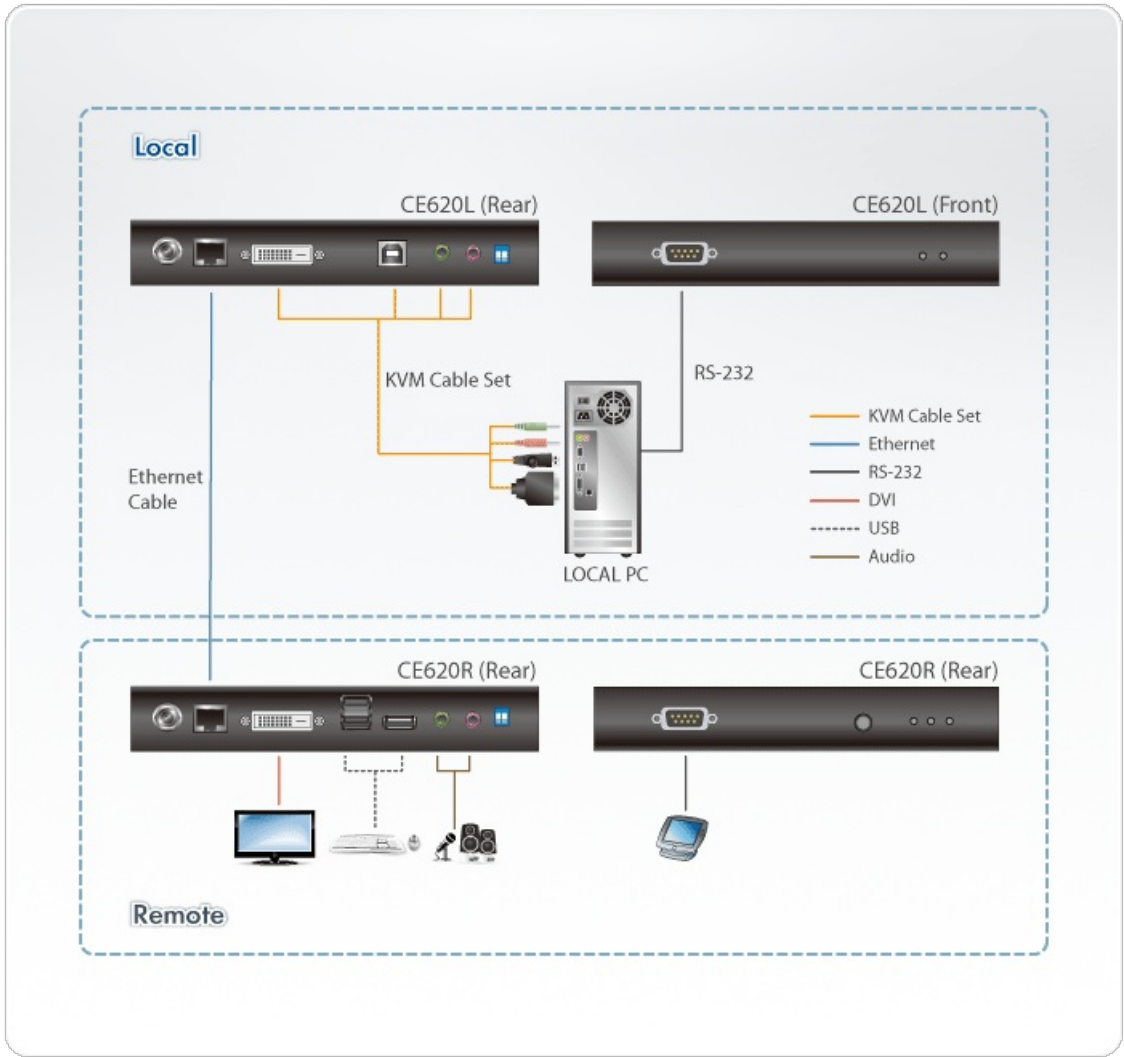 Local
CE620L (Rear)
CE620L (Front)
KVM Cable Set
RS-232
Ethernet
Cable
KVM Cable Set
Ethernet
RS-232
DVI
USB
Audio
LOCAL PC
CE620R (Rear)
CE620R (Rear)
Remote